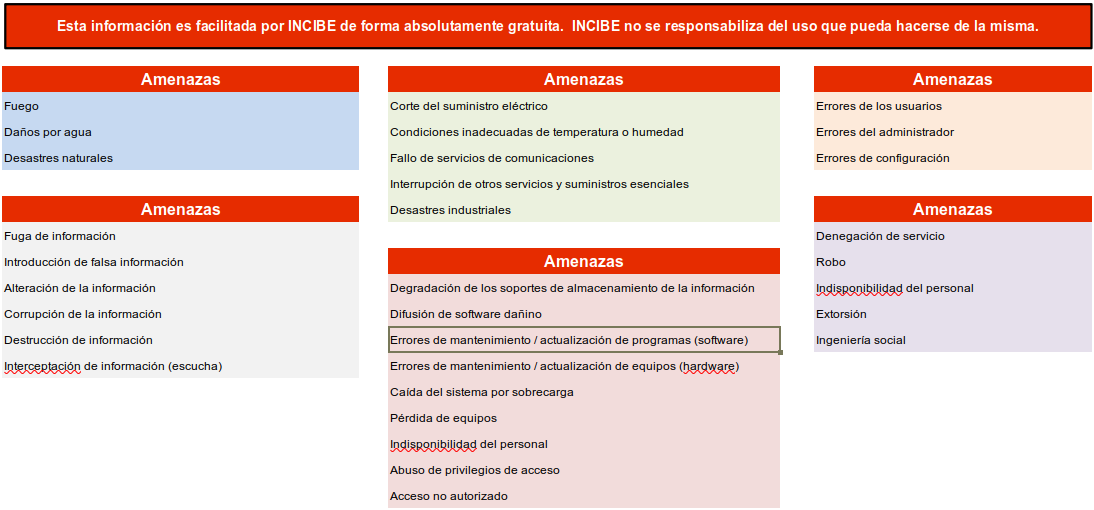 Esta información es facilitada por INCIBE de forma absolutamente gratuita.  INCIBE no se responsabiliza del uso que pueda hacerse de la misma.
Amenazas
Fuego
Daños por agua
Desastres naturales
Amenazas
Fuga de información
Introducción de falsa información
Alteración de la información
Corrupción de la información
Destrucción de información
Interceptación de información (escucha)
Amenazas
Corte del suministro eléctrico
Condiciones inadecuadas de temperatura o humedad
Fallo de servicios de comunicaciones
Interrupción de otros servicios y suministros esenciales
Desastres industriales
Amenazas
Degradación de los soportes de almacenamiento de la información
Difusión de software dañino
Errores de mantenimiento / actualización de programas (software)
Errores de mantenimiento / actualización de equipos (hardware)
Caída del sistema por sobrecarga
Pérdida de equipos
Indisponibilidad del personal
Abuso de privilegios de acceso
Acceso no autorizado
Amenazas
Errores de los usuarios
Errores del administrador
Errores de configuración
Amenazas
Denegación de servicio
Robo
Indisponibilidad del personal
Extorsión
Ingeniería social